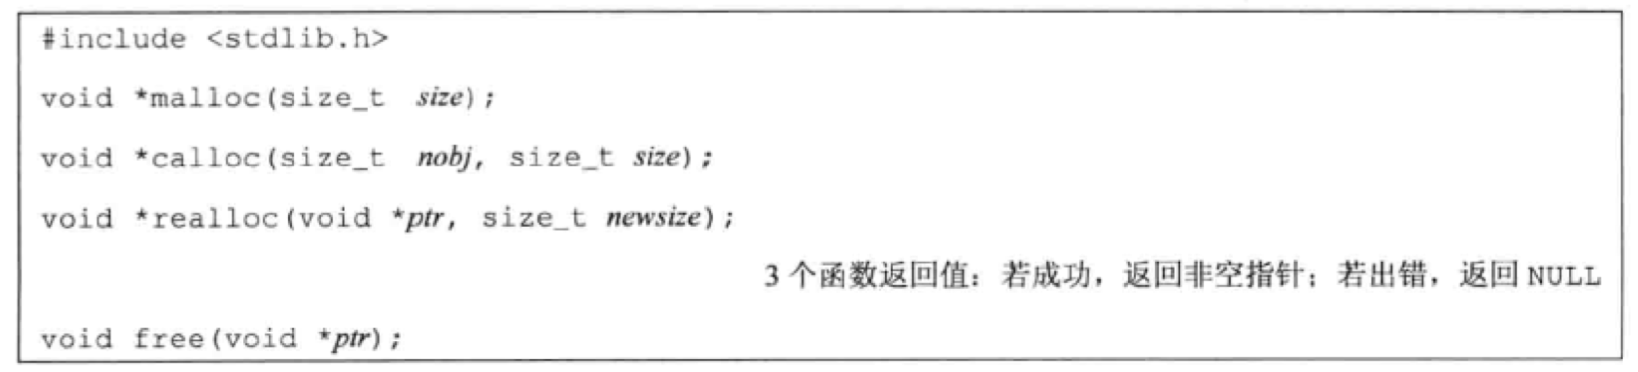 #include <stdlib.h>
void *malloc(size_t size);
void *calloc(size_t nobj, size_t size);
void *realloc(void *ptr, size_t newsize);
3 个函数返回值：若成功，返回非空指针；若出错，返回 NULL
void free(void *ptr);